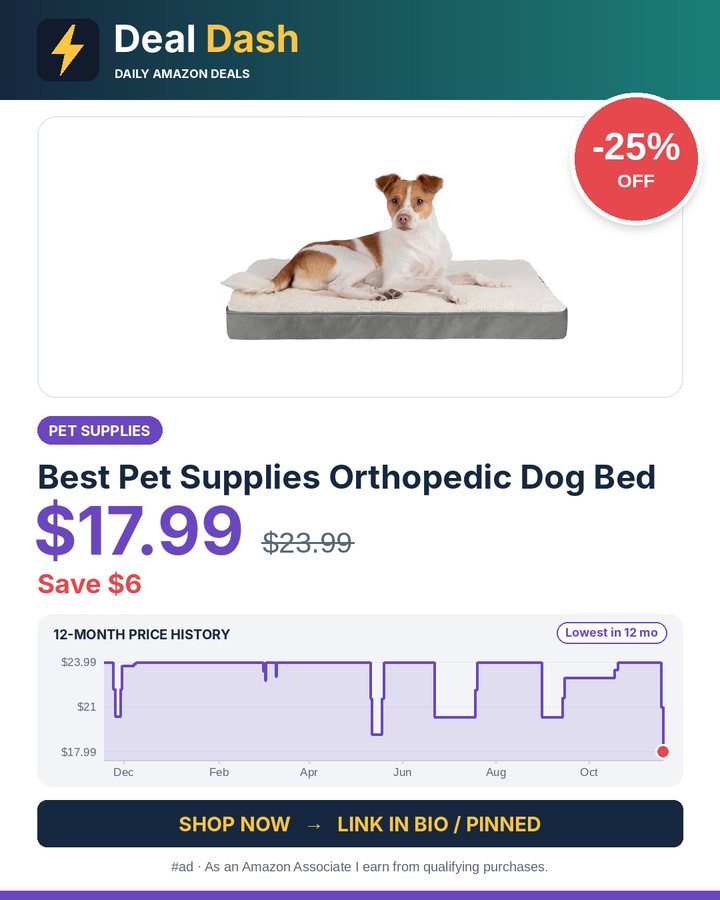 Deal Dash
DAILY AMAZON DEALS
-25%
OFF
PET SUPPLIES
Best Pet Supplies Orthopedic Dog Bed
$17.99 $23.99
Save $6
12-MONTH PRICE HISTORY
Lowest in 12 mo
$23.99
$21
$17.99
Dec Feb Apr Jun Aug Oct
SHOP NOW → LINK IN BIO / PINNED
#ad · As an Amazon Associate I earn from qualifying purchases.